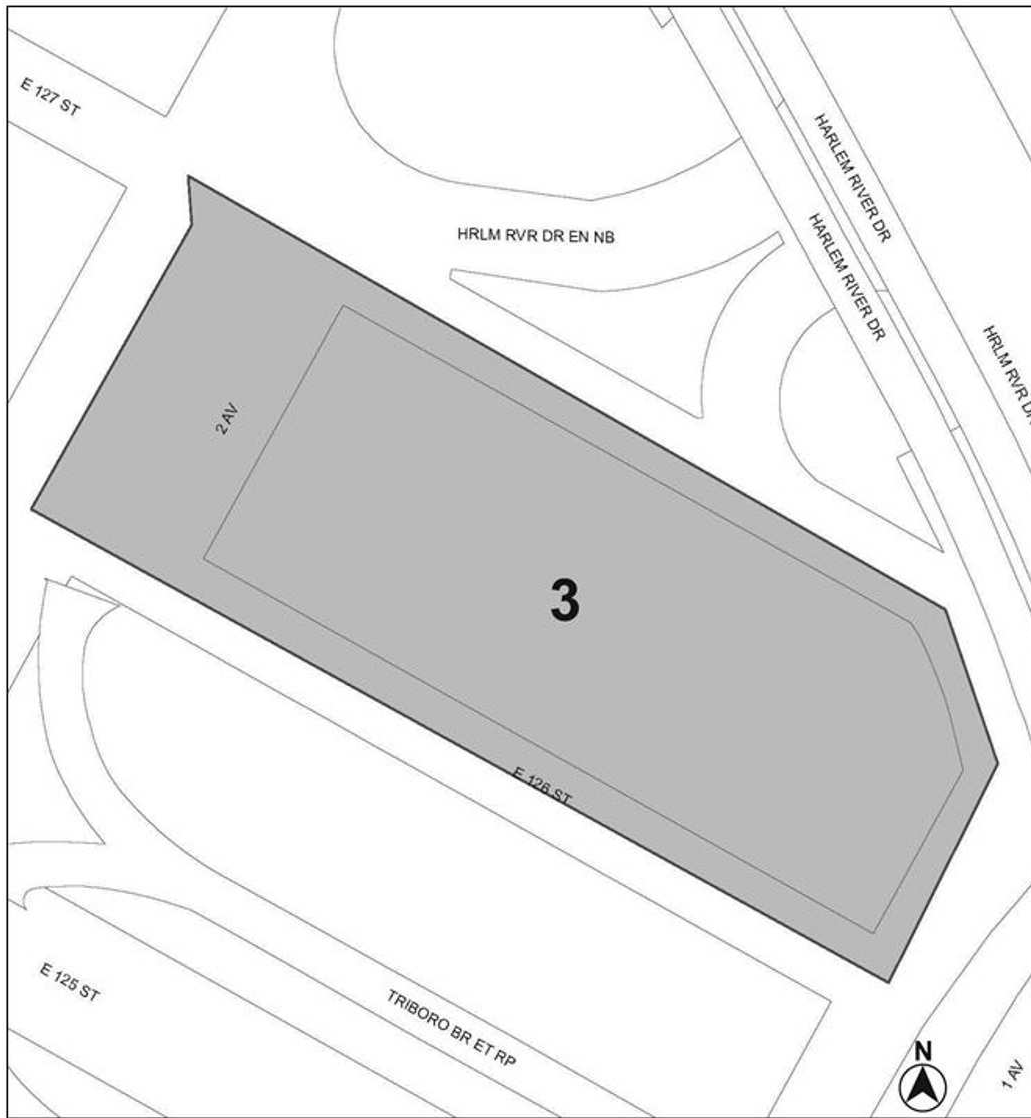 E 127 ST
HARLEM RIVER DR
HRLM RVR DR EN NB
HARLEM RIVER DR
HRLM RVR DR
2 AV
3
E 126 ST
E 125 ST
TRIBORO BR ET RP
N
1 AV